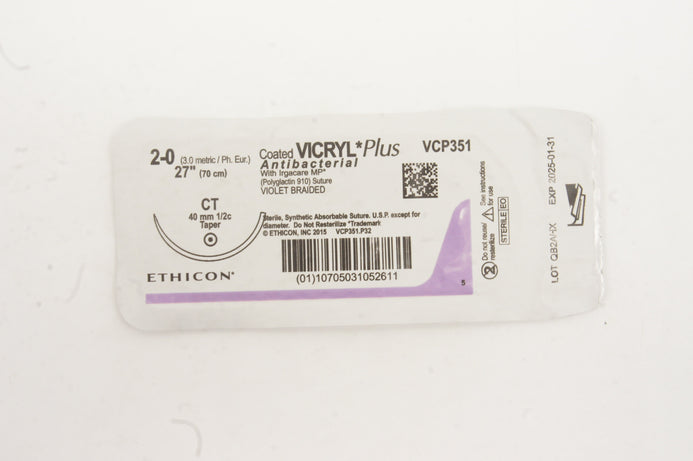 2-0 (3.0 metric / Ph. Eur.)
27" (70 cm)
Coated VICRYL* Plus
Antibacterial
With Irgacare MP*
(Polyglactin 910) Suture
VIOLET BRAIDED
VCP351
CT
40 mm 1/2c
Taper
Sterile, Synthetic Absorbable Suture. U.S.P. except for
diameter. Do Not Resterilize *Trademark
© ETHICON, INC 2015 VCP351.P32
ETHICON*
(01)10705031052611
5
Do not reuse/
resterilize
See instructions
for use
STERILE EO
LOT QB2AHX EXP 2025-01-31